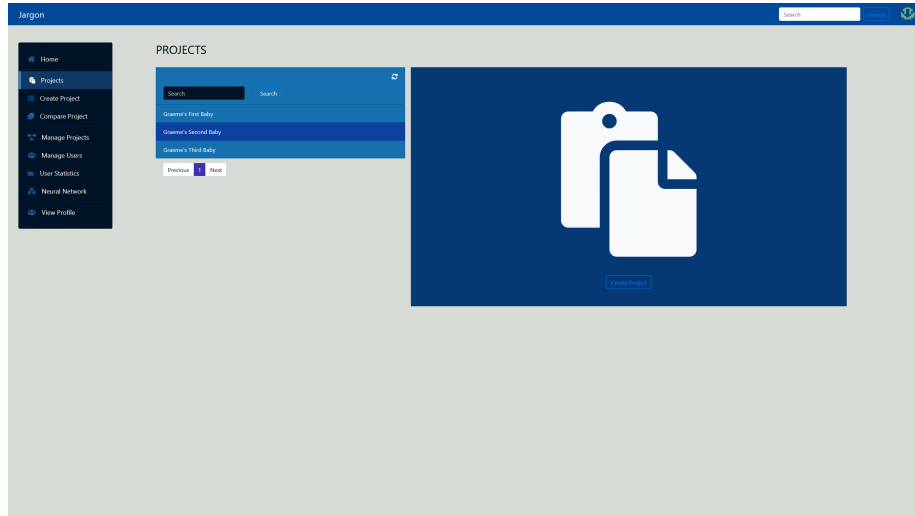 Jargon
Search
Search
Home
Projects
Create Project
Compare Project
Manage Projects
Manage Users
User Statistics
Neural Network
View Profile
PROJECTS
Search
Search
Graeme's First Baby
Graeme's Second Baby
Graeme's Third Baby
Previous 1 Next
Create Project